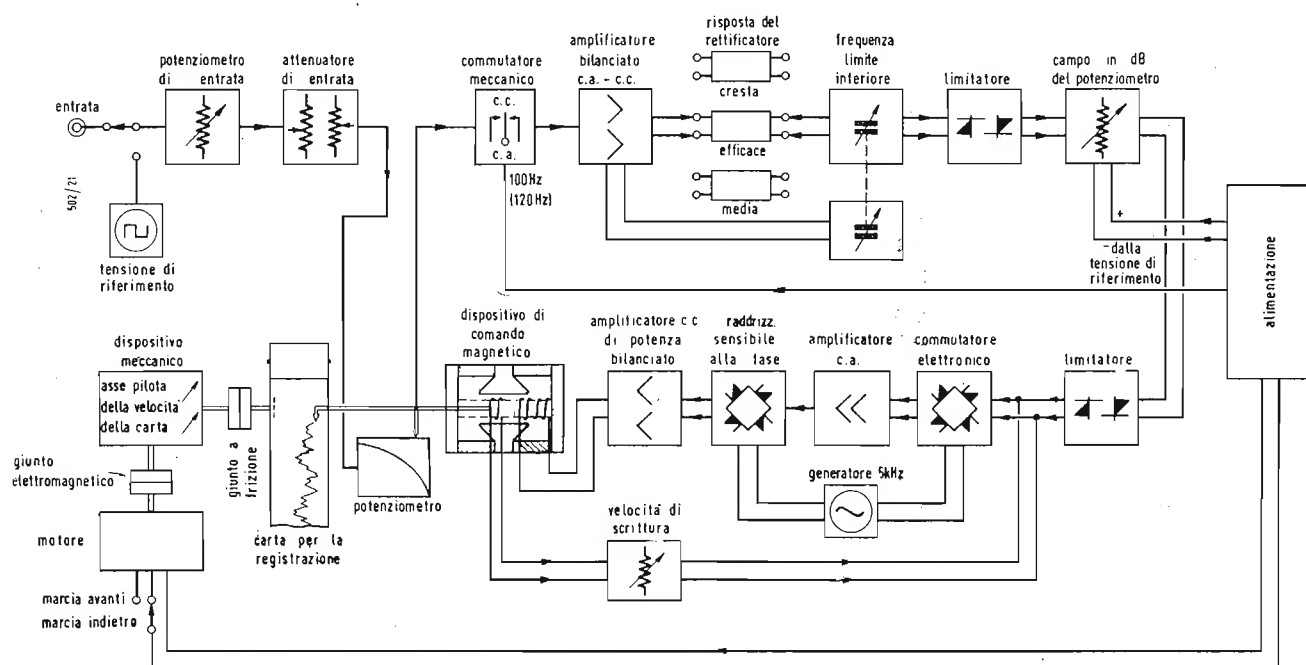 risposta del
rettificatore
cresta
efficace
media
amplificatore
bilanciato
c.a. - c.c.
frequenza
limite
inferiore
potenziometro
di entrata
attenuatore
di entrata
commutatore
meccanico
c.c.
c.a.
100Hz
(120Hz)
limitatore
campo in dB
del potenziometro
entrata
502/21
tensione di
riferimento
+
- dalla
tensione di
riferimento
alimentazione
dispositivo
meccanico
asse pilota
della velocità
della carta
giunto a
frizione
giunto
elettromagnetico
motore
marcia avanti
marcia indietro
carta per la
registrazione
potenziometro
dispositivo di
comando
magnetico
amplificatore c.c
di potenza
bilanciato
raddrizz.
sensibile
alla fase
amplificatore
c.a.
commutatore
elettronico
limitatore
generatore 5kHz
velocità di
scrittura